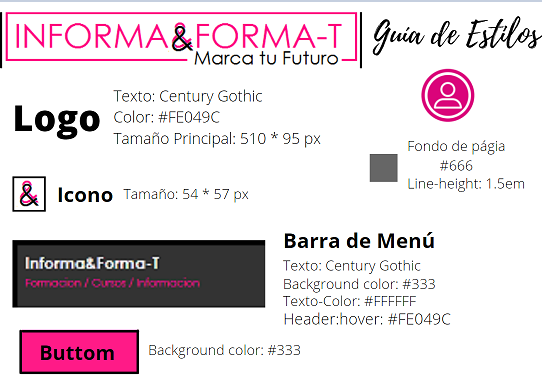 INFORMA&FORMA-T
Marca tu Futuro
Guía de Estilos
Logo
Texto: Century Gothic
Color: #FE049C
Tamaño Principal: 510 * 95 px
Fondo de págia
#666
Line-height: 1.5em
&
Icono
Tamaño: 54 * 57 px
Informa&Forma-T
Formacion / Cursos / Informacion
Barra de Menú
Texto: Century Gothic
Background color: #333
Texto-Color: #FFFFFF
Header:hover: #FE049C
Buttom
Background color: #333